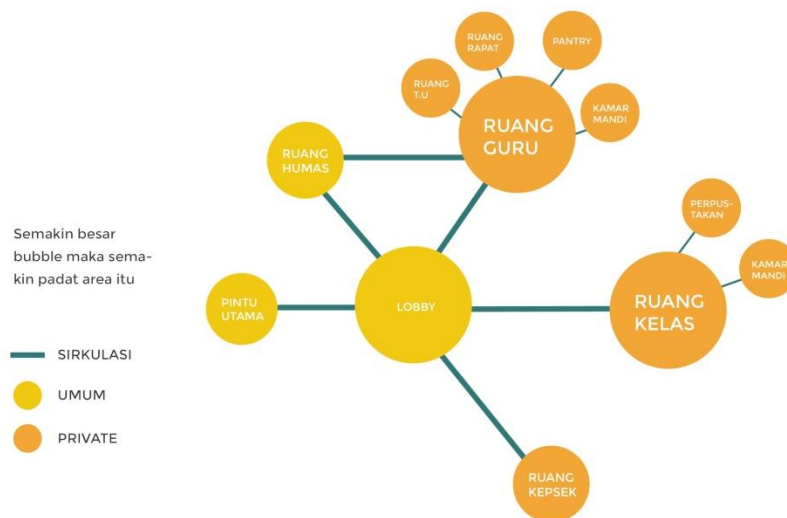 RUANG
RAPAT
PANTRY
RUANG
T.U
RUANG
GURU
KAMAR
MANDI
RUANG
HUMAS
PERPUS-
TAKAN
KAMAR
MANDI
Semakin besar
bubble maka sema-
kin padat area itu
PINTU
UTAMA
LOBBY
RUANG
KELAS
SIRKULASI
UMUM
PRIVATE
RUANG
KEPSEK